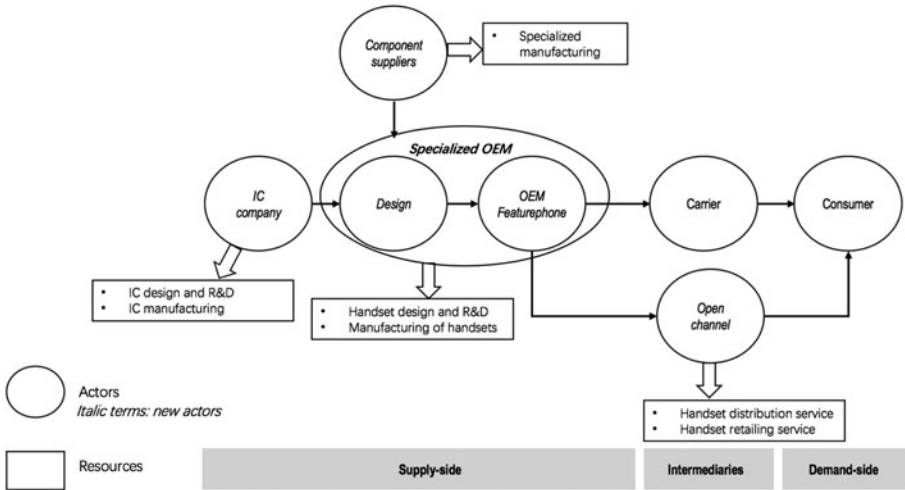 Component
suppliers
• Specialized
manufacturing
Specialized OEM
IC
company
Design
OEM
Featurephone
Carrier
Consumer
• IC design and R&D
• IC manufacturing
• Handset design and R&D
• Manufacturing of handsets
Open
channel
Actors
Italic terms: new actors
• Handset distribution service
• Handset retailing service
Resources
Supply-side
Intermediaries
Demand-side